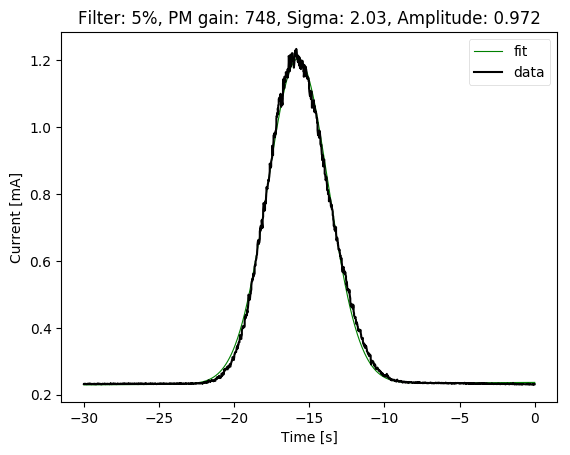 Filter: 5%, PM gain: 748, Sigma: 2.03, Amplitude: 0.972
fit
data
1.2
1.0
0.8
0.6
0.4
0.2
Current [mA]
−30
−25
−20
−15
−10
−5
0
Time [s]